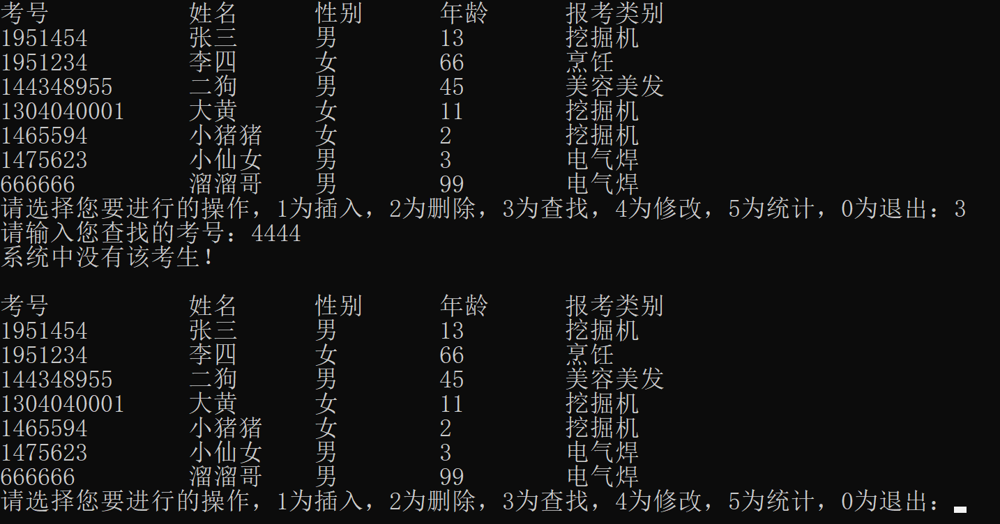 考号 姓名 性别 年龄 报考类别
1951454 张三 男 13 挖掘机
1951234 李四 女 66 烹饪
144348955 二狗 男 45 美容美发
1304040001 大黄 女 11 挖掘机
1465594 小猪猪 女 2 挖掘机
1475623 小仙女 男 3 电气焊
666666 溜溜哥 男 99 电气焊
请选择您要进行的操作，1为插入，2为删除，3为查找，4为修改，5为统计，0为退出：3
请输入您查找的考号：4444
系统中没有该考生！
考号 姓名 性别 年龄 报考类别
1951454 张三 男 13 挖掘机
1951234 李四 女 66 烹饪
144348955 二狗 男 45 美容美发
1304040001 大黄 女 11 挖掘机
1465594 小猪猪 女 2 挖掘机
1475623 小仙女 男 3 电气焊
666666 溜溜哥 男 99 电气焊
请选择您要进行的操作，1为插入，2为删除，3为查找，4为修改，5为统计，0为退出：